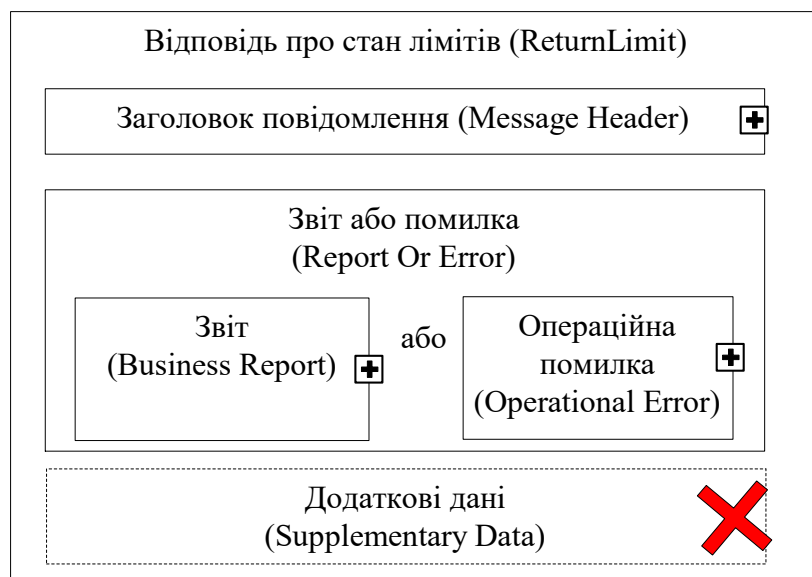 Відповідь про стан лімітів (ReturnLimit)
Заголовок повідомлення (Message Header)
Звіт або помилка
(Report Or Error)
Звіт
(Business Report)
або
Операційна
помилка
(Operational Error)
Додаткові дані
(Supplementary Data)